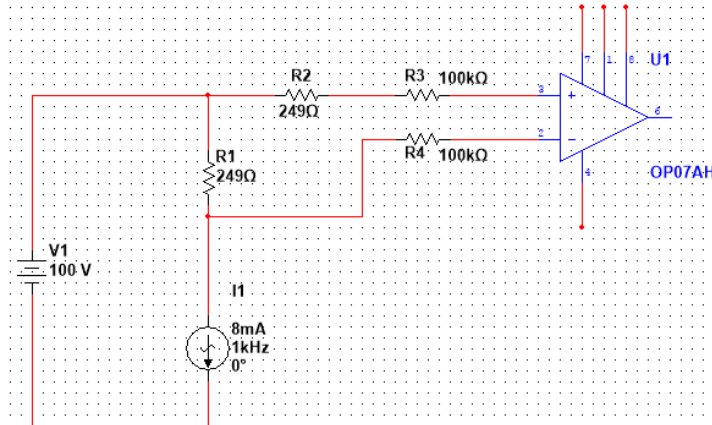 7
1
8
U1
R2
249Ω
R3 100kΩ
3
+
6
R4 100kΩ
2
−
4
OP07AH
R1
249Ω
V1
100 V
I1
8mA
1kHz
0°